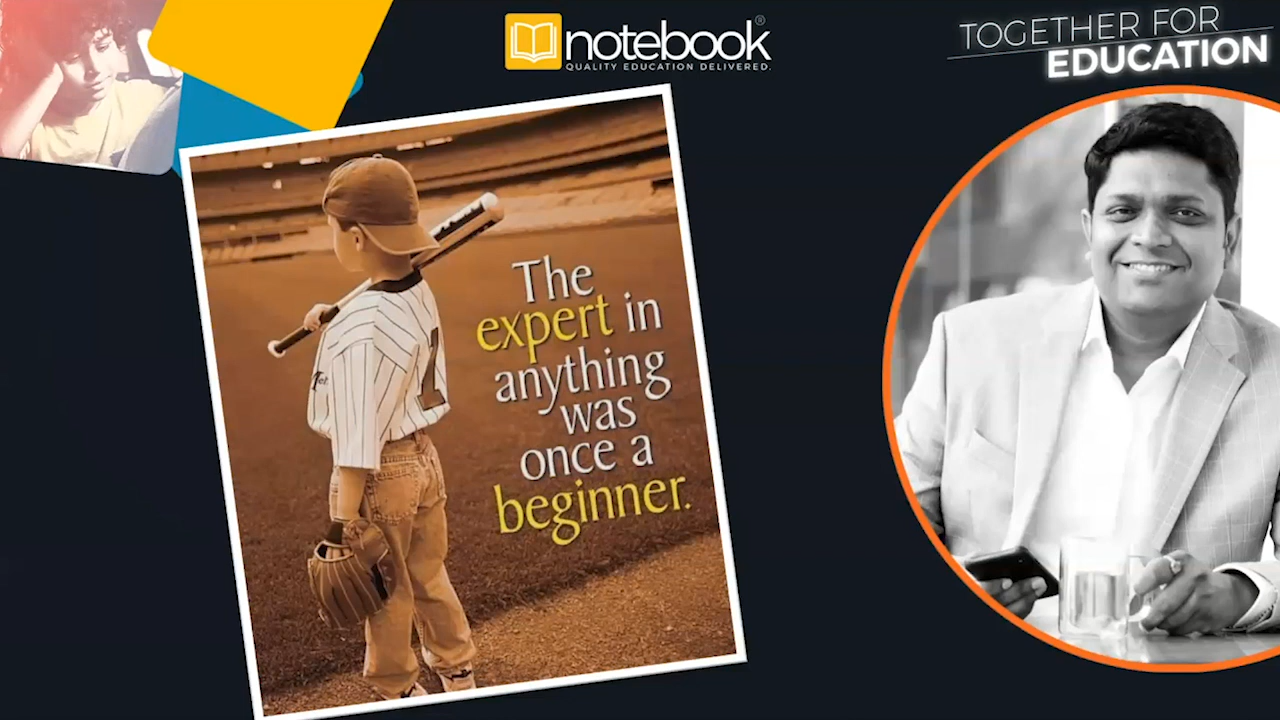 notebook®
QUALITY EDUCATION DELIVERED.
TOGETHER FOR
EDUCATION
The
expert in
anything
was
once a
beginner.